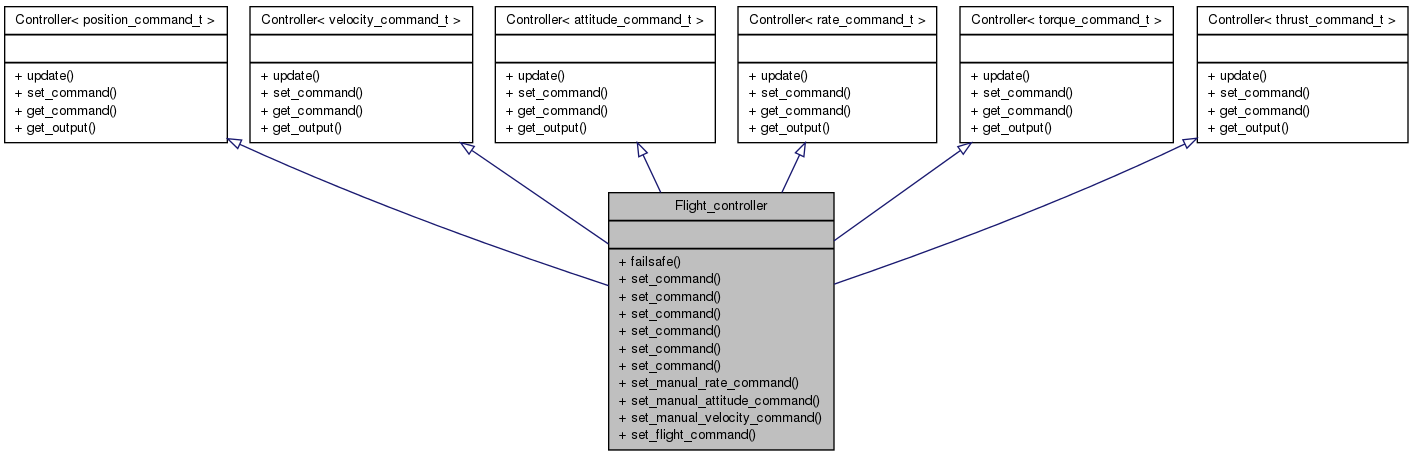 Controller< position_command_t >
+ update()
+ set_command()
+ get_command()
+ get_output()
Controller< velocity_command_t >
+ update()
+ set_command()
+ get_command()
+ get_output()
Controller< attitude_command_t >
+ update()
+ set_command()
+ get_command()
+ get_output()
Controller< rate_command_t >
+ update()
+ set_command()
+ get_command()
+ get_output()
Controller< torque_command_t >
+ update()
+ set_command()
+ get_command()
+ get_output()
Controller< thrust_command_t >
+ update()
+ set_command()
+ get_command()
+ get_output()
Flight_controller
+ failsafe()
+ set_command()
+ set_command()
+ set_command()
+ set_command()
+ set_command()
+ set_command()
+ set_manual_rate_command()
+ set_manual_attitude_command()
+ set_manual_velocity_command()
+ set_flight_command()